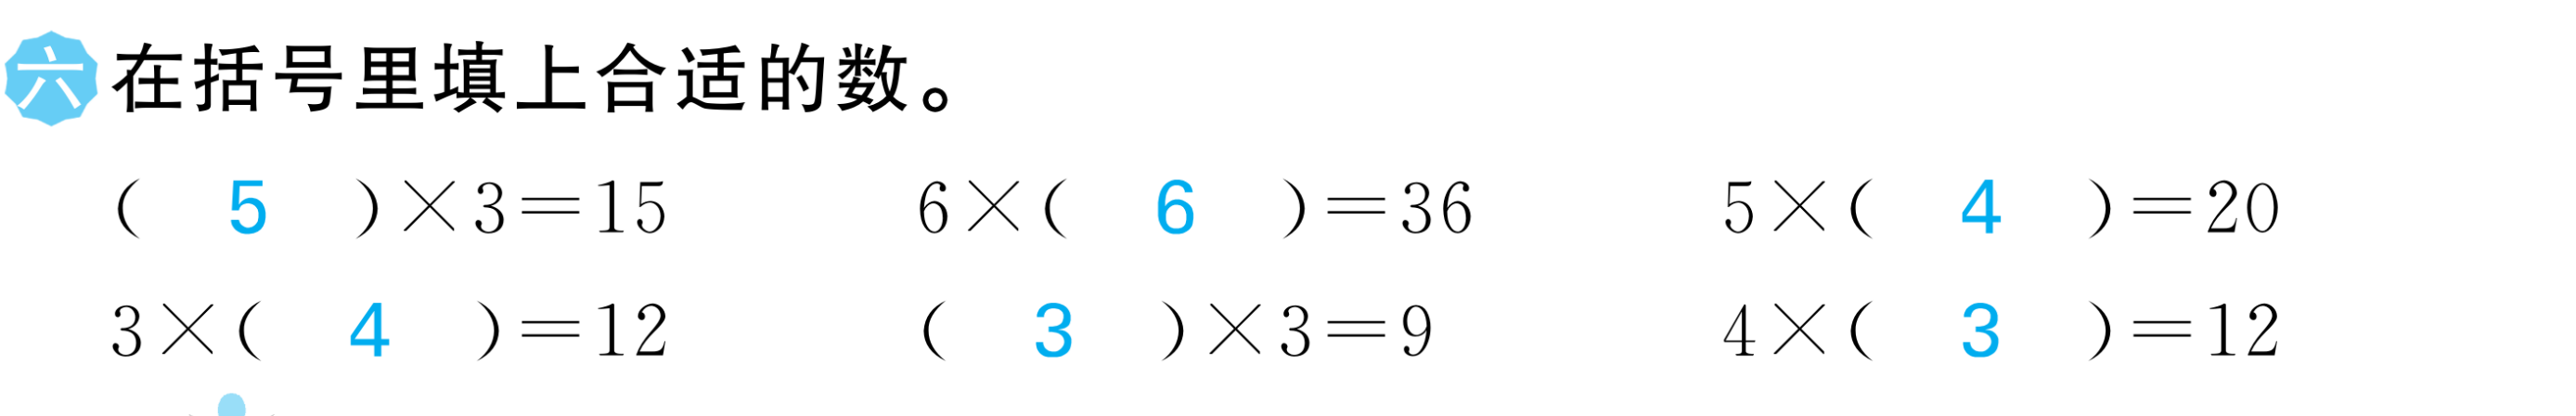 六 在括号里填上合适的数。
( 5 )×3=15 6×( 6 )=36 5×( 4 )=20
3×( 4 )=12 ( 3 )×3=9 4×( 3 )=12